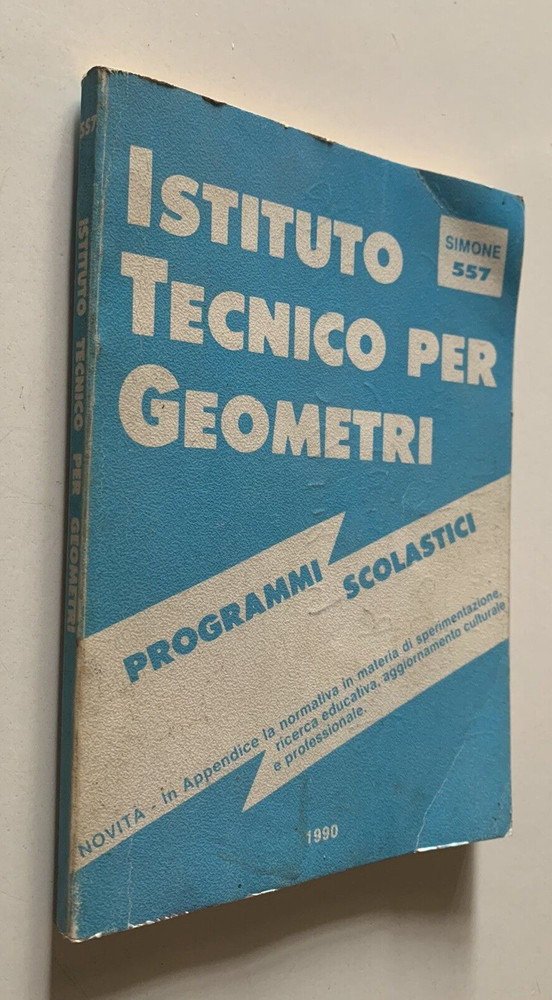 557
ISTITUTO TECNICO PER GEOMETRI
ISTITUTO
TECNICO PER
GEOMETRI
SIMONE
557
PROGRAMMI
SCOLASTICI
NOVITÀ - in Appendice la normativa in materia di sperimentazione,
ricerca educativa, aggiornamento culturale
e professionale.
1990